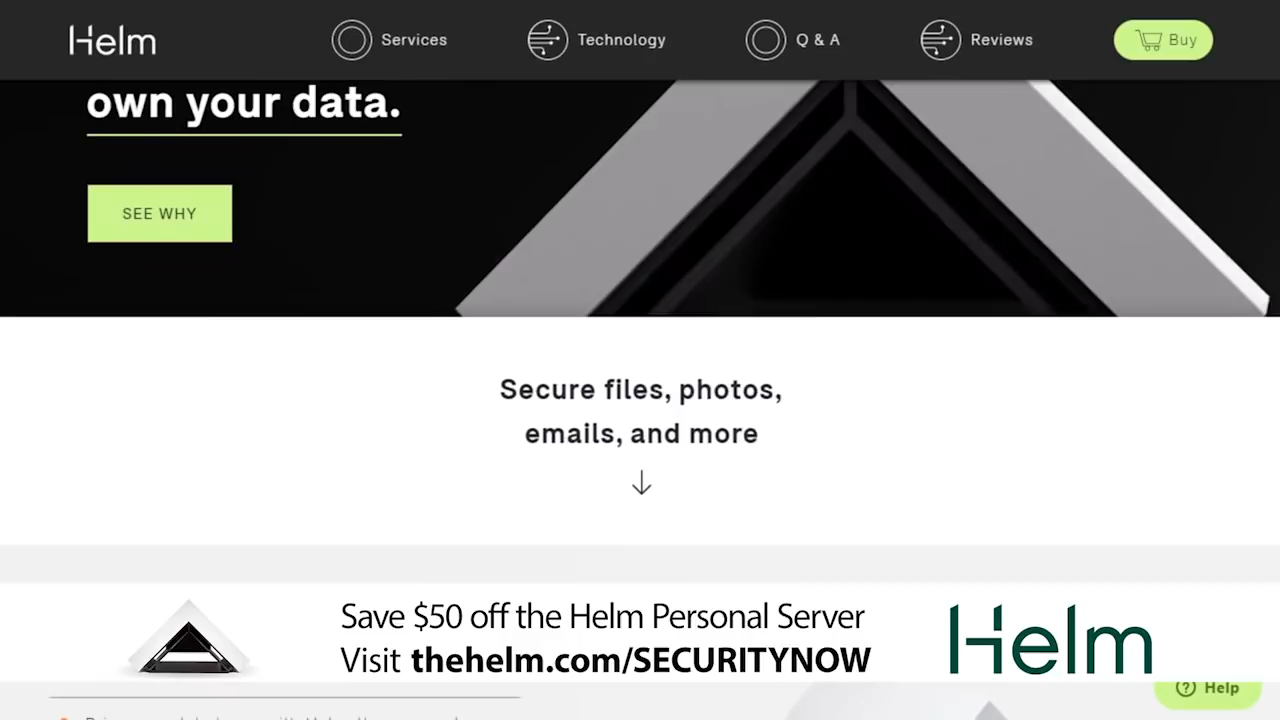 Helm
Services
Technology
Q & A
Reviews
Buy
own your data.
SEE WHY
Secure files, photos,
emails, and more
Save $50 off the Helm Personal Server
Visit thehelm.com/SECURITYNOW
Helm
Help